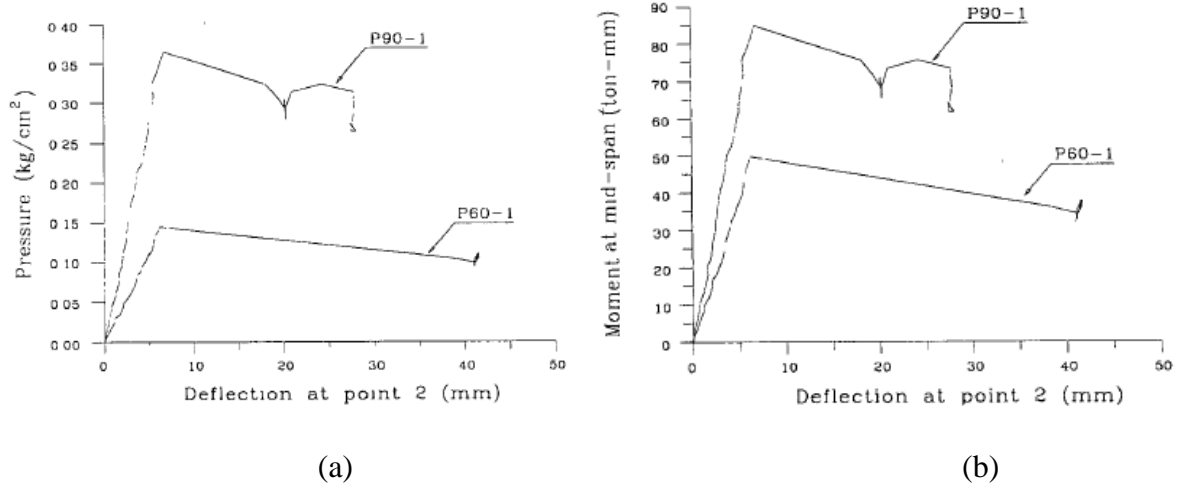 Pressure (kg/cm²)
0 40
0.35
0.30
0 25
0 20
0.15
0 10
0 05
0 00
P90-1
P60-1
0 10 20 30 40 50
Deflection at point 2 (mm)
(a)
Moment at mid-span (ton-mm)
90
80
70
60
50
40
30
20
10
0
P90-1
P60-1
0 10 20 30 40 50
Deflection at point 2 (mm)
(b)